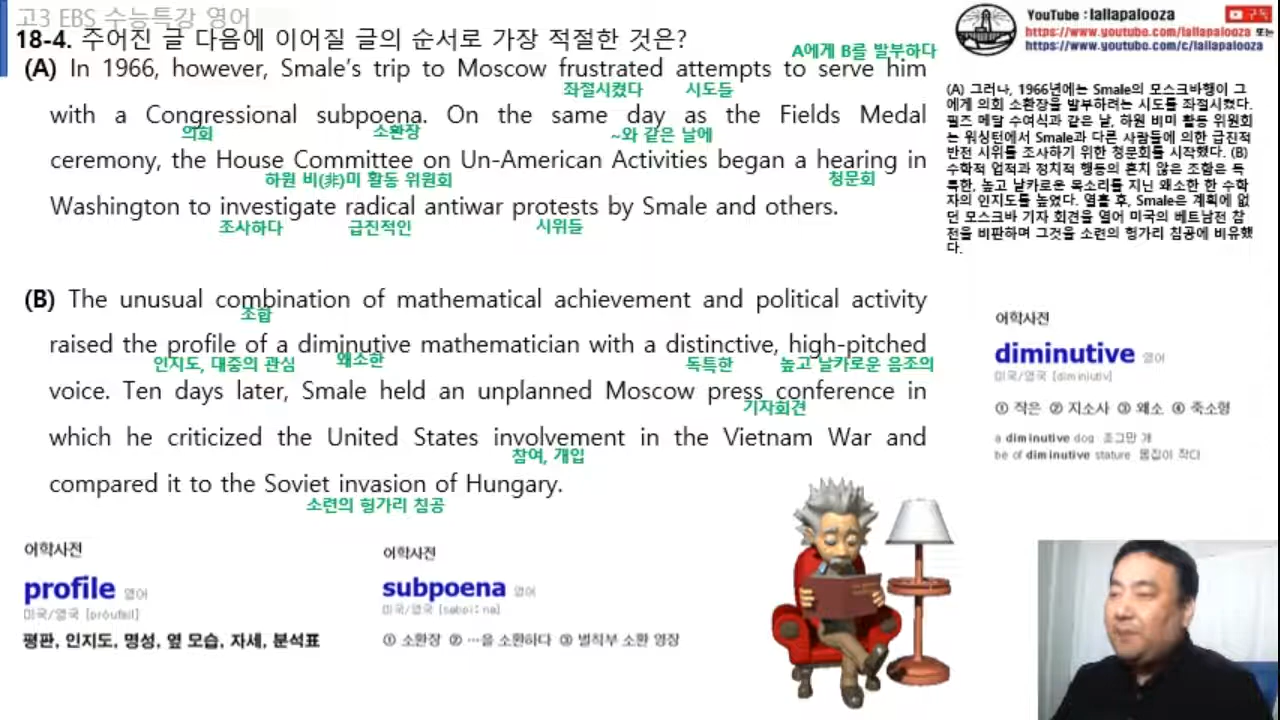 고3 EBS 수능특강 영어
18-4. 주어진 글 다음에 이어질 글의 순서로 가장 적절한 것은?
A에게 B를 발부하다
(A) In 1966, however, Smale's trip to Moscow frustrated attempts to serve him
좌절시켰다 시도들
with a Congressional subpoena. On the same day as the Fields Medal
의회 소환장 ~와 같은 날에
ceremony, the House Committee on Un-American Activities began a hearing in
하원 비(非)미 활동 위원회 청문회
Washington to investigate radical antiwar protests by Smale and others.
조사하다 급진적인 시위들
(B) The unusual combination of mathematical achievement and political activity
조합
raised the profile of a diminutive mathematician with a distinctive, high-pitched
인지도, 대중의 관심 왜소한 독특한 높고 날카로운 음조의
voice. Ten days later, Smale held an unplanned Moscow press conference in
기자회견
which he criticized the United States involvement in the Vietnam War and
참여, 개입
compared it to the Soviet invasion of Hungary.
소련의 헝가리 침공
어학사전
profile 영어
미국/영국
평판, 인지도, 명성, 옆 모습, 자세, 분석표
어학사전
subpoena 영어
미국/영국
① 소환장 ② …을 소환하다 ③ 벌칙부 소환 영장
YouTube : lallapalooza
구독
https://www.youtube.com/lallapalooza 또는
https://www.youtube.com/c/lallapalooza
(A) 그러나, 1966년에는 Smale의 모스크바행이 그
에게 의회 소환장을 발부하려는 시도를 좌절시켰다.
필즈 메달 수여식과 같은 날, 하원 비미 활동 위원회
는 워싱턴에서 Smale과 다른 사람들에 의한 급진적
반전 시위를 조사하기 위한 청문회를 시작했다. (B)
수학적 업적과 정치적 행동의 흔치 않은 조합은 독
특한, 높고 날카로운 목소리를 지닌 왜소한 한 수학
자의 인지도를 높였다. 열흘 후, Smale은 계획에 없
던 모스크바 기자 회견을 열어 미국의 베트남전 참
전을 비판하며 그것을 소련의 헝가리 침공에 비유했
다.
어학사전
diminutive 영어
미국/영국
① 작은 ② 지소사 ③ 왜소 ④ 축소형
a diminutive dog 조그만 개
be of diminutive stature 몸집이 작다